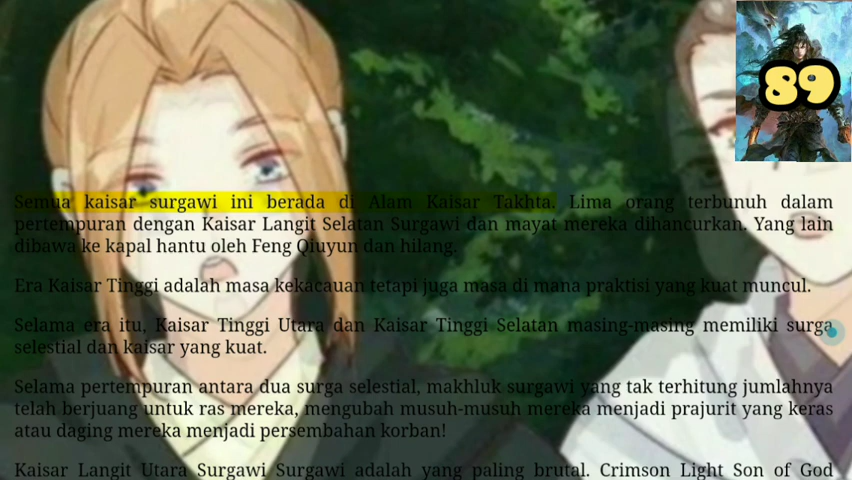 89
Semua kaisar surgawi ini berada di Alam Kaisar Takhta. Lima orang terbunuh dalam
pertempuran dengan Kaisar Langit Selatan Surgawi dan mayat mereka dihancurkan. Yang lain
dibawa ke kapal hantu oleh Feng Qiuyun dan hilang.
Era Kaisar Tinggi adalah masa kekacauan tetapi juga masa di mana praktisi yang kuat muncul.
Selama era itu, Kaisar Tinggi Utara dan Kaisar Tinggi Selatan masing-masing memiliki surga
selestial dan kaisar yang kuat.
Selama pertempuran antara dua surga selestial, makhluk surgawi yang tak terhitung jumlahnya
telah berjuang untuk ras mereka, mengubah musuh-musuh mereka menjadi prajurit yang keras
atau daging mereka menjadi persembahan korban!
Kaisar Langit Utara Surgawi Surgawi adalah yang paling brutal. Crimson Light Son of God